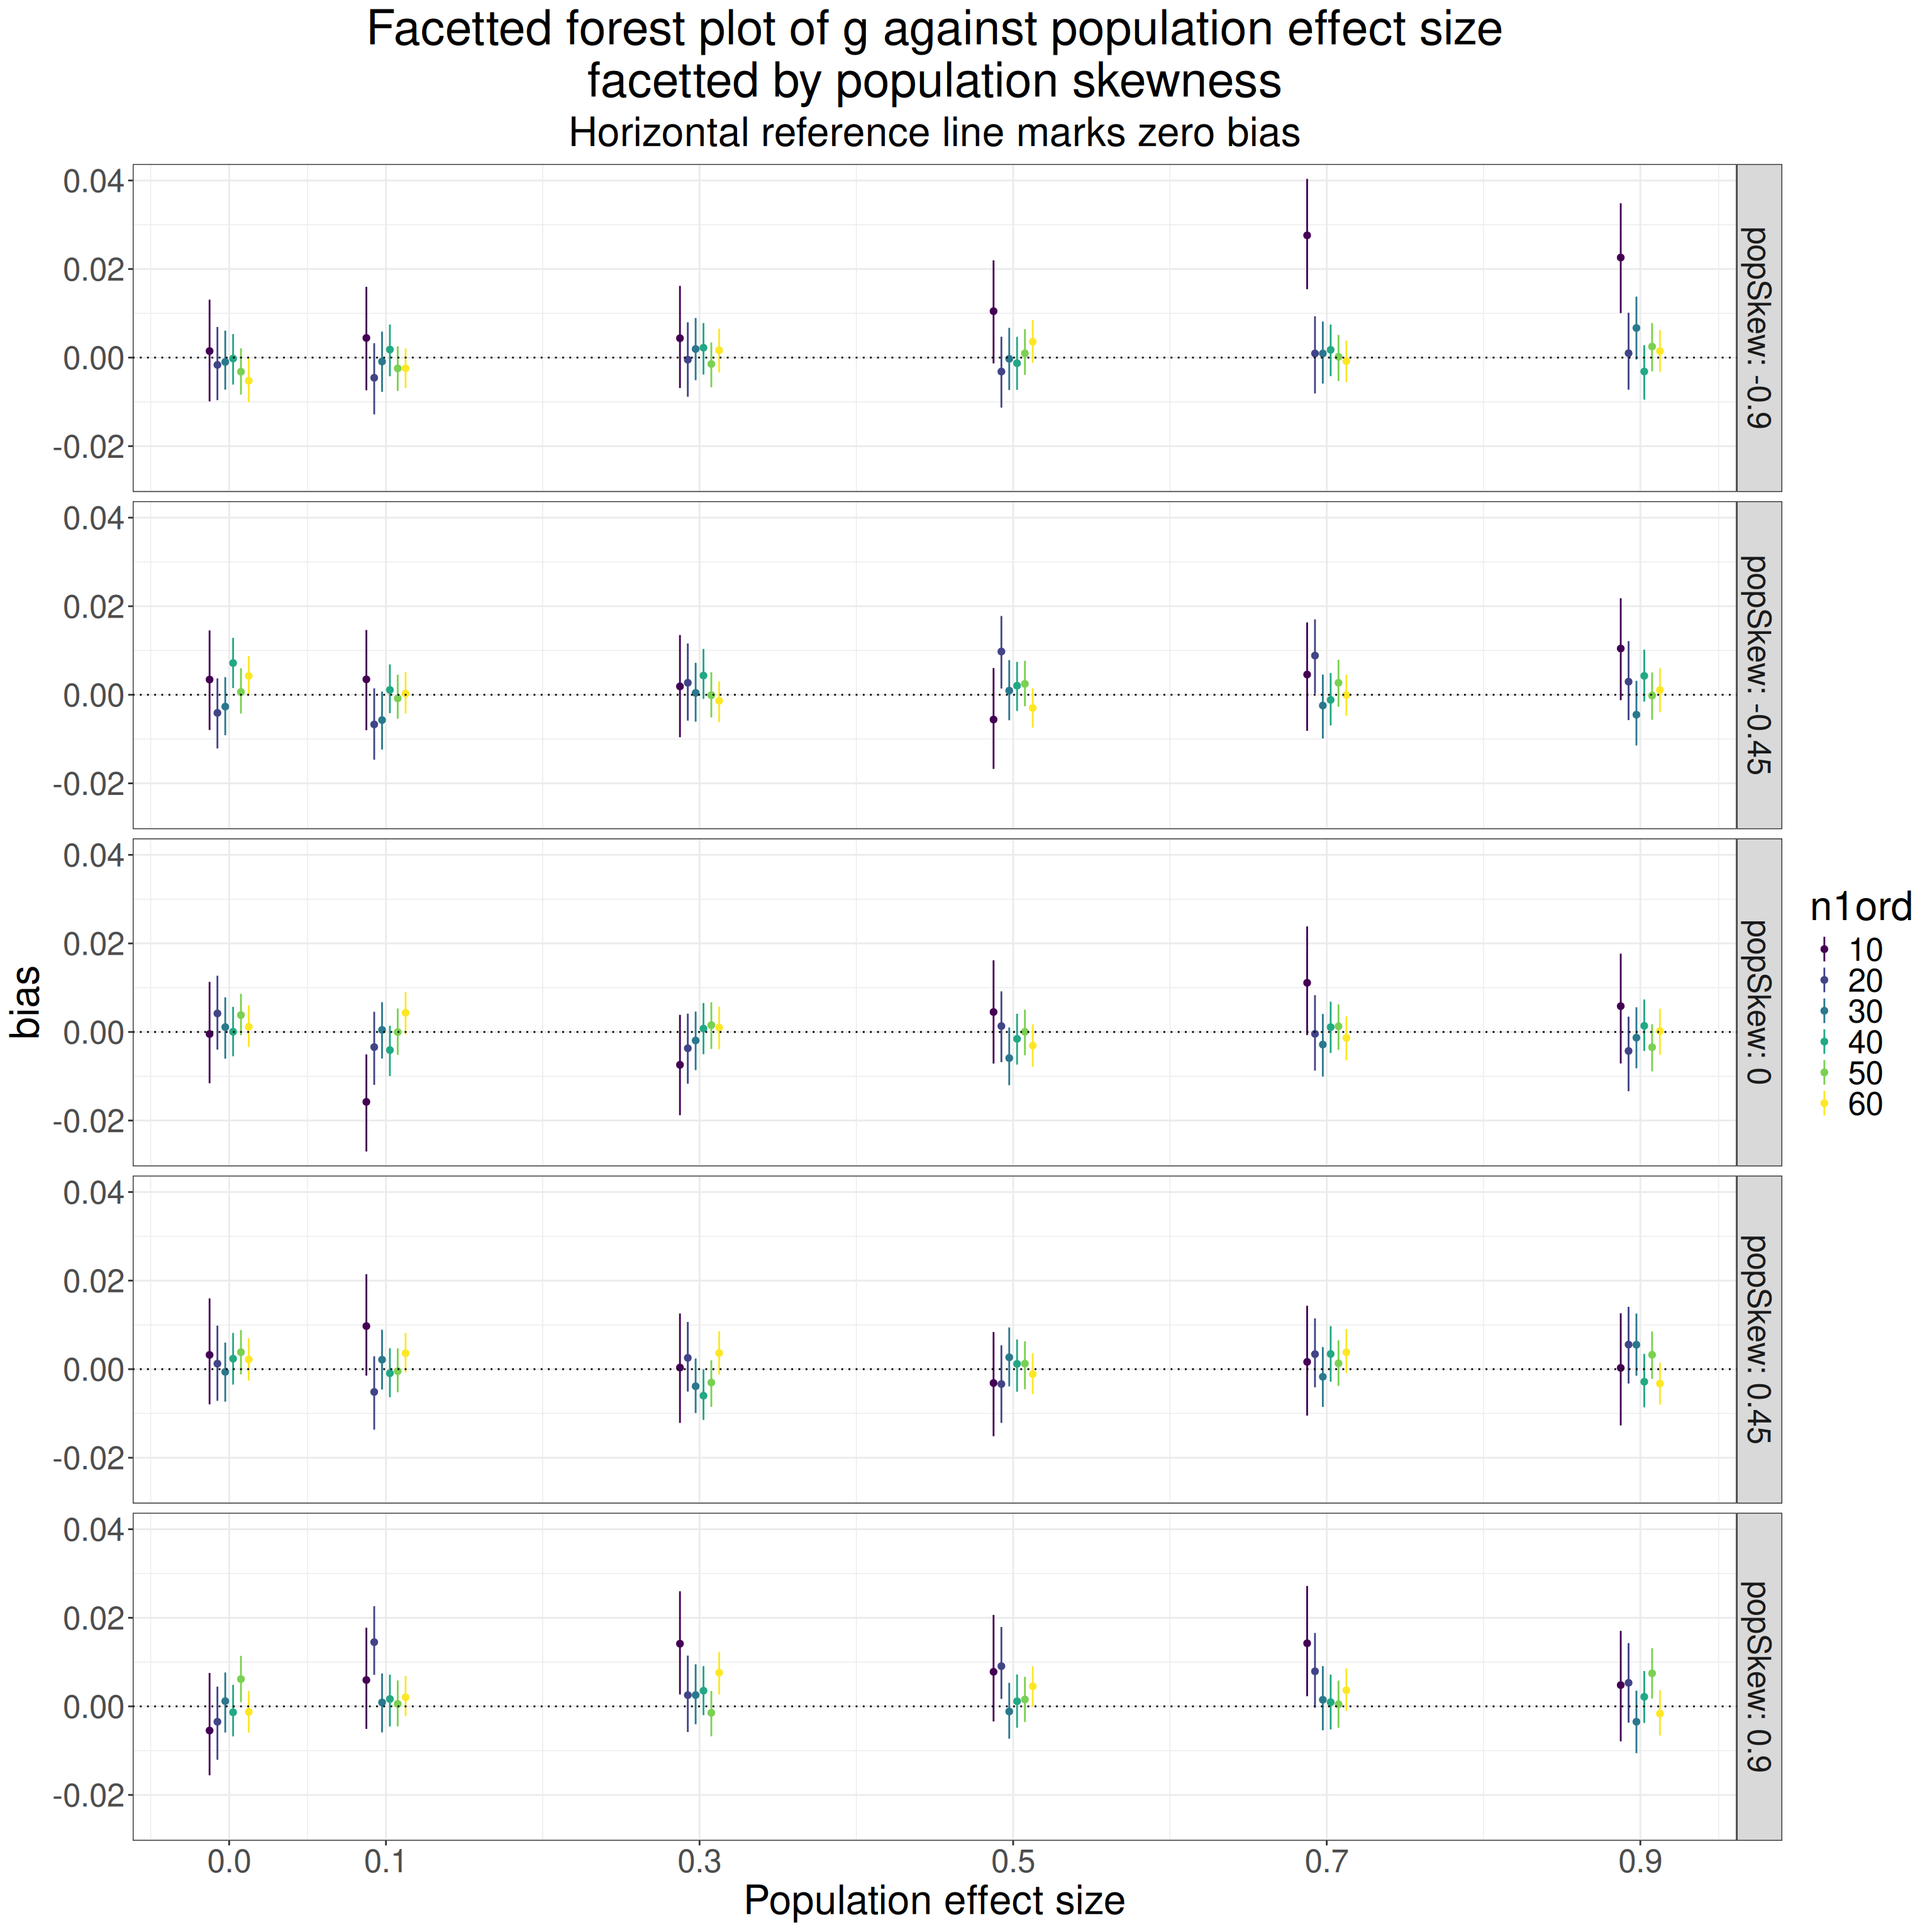 Facetted forest plot of g against population effect size
facetted by population skewness
Horizontal reference line marks zero bias
0.04
0.02
0.00
-0.02
popSkew: -0.9
0.04
0.02
0.00
-0.02
popSkew: -0.45
0.04
0.02
0.00
-0.02
popSkew: 0
0.04
0.02
0.00
-0.02
popSkew: 0.45
0.04
0.02
0.00
-0.02
popSkew: 0.9
bias
0.0 0.1 0.3 0.5 0.7 0.9
Population effect size
n1ord
10
20
30
40
50
60